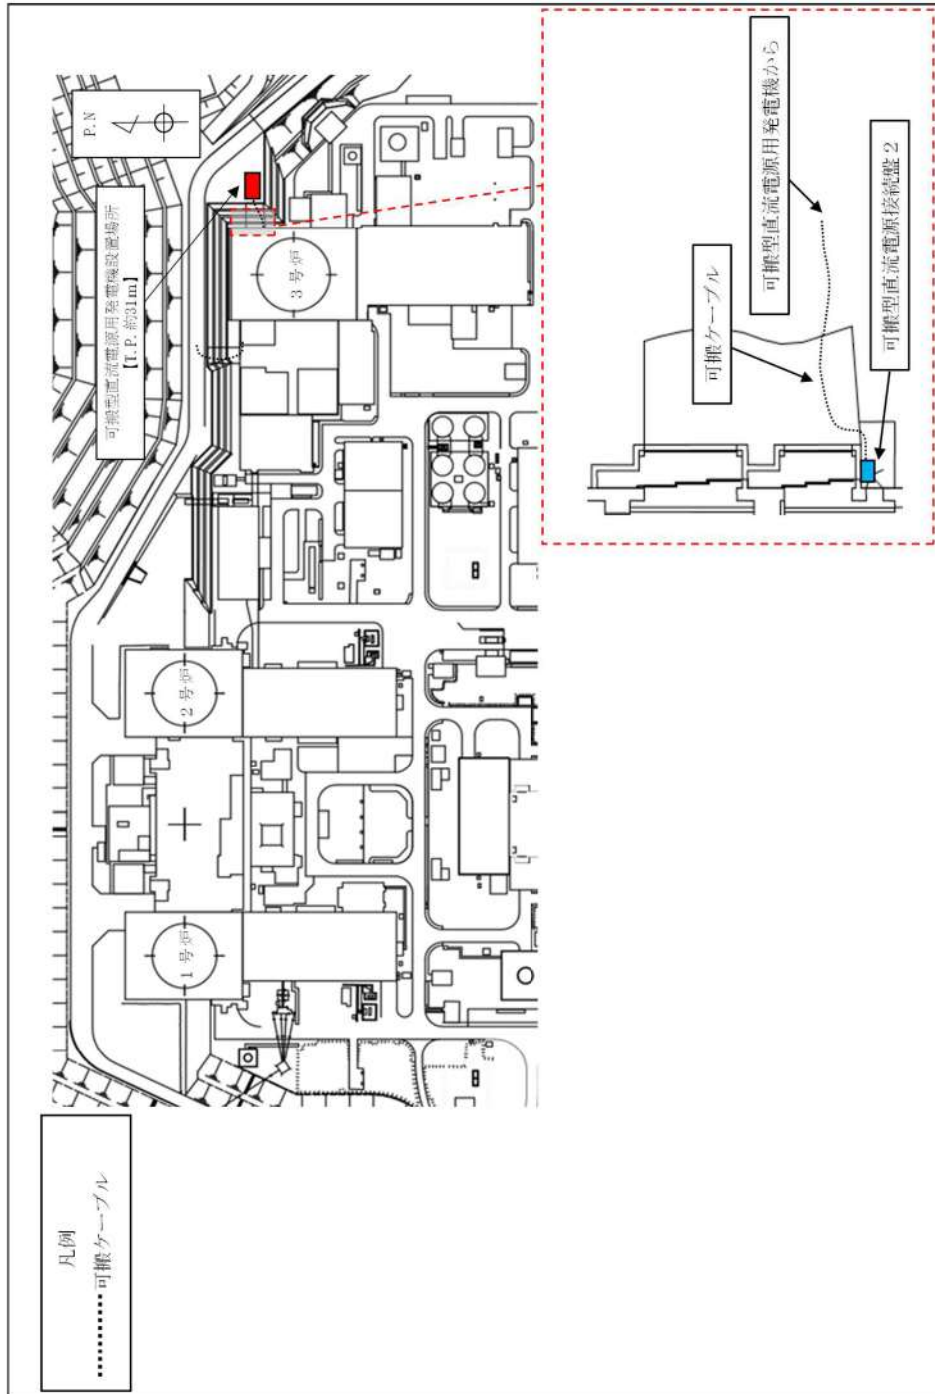 凡例
可搬ケーブル
P.N
可搬型直流電源用発電機設置場所
【T.P. 約31m】
1号炉
2号炉
3号炉
可搬型直流電源用発電機から
可搬ケーブル
可搬型直流電源接続盤2